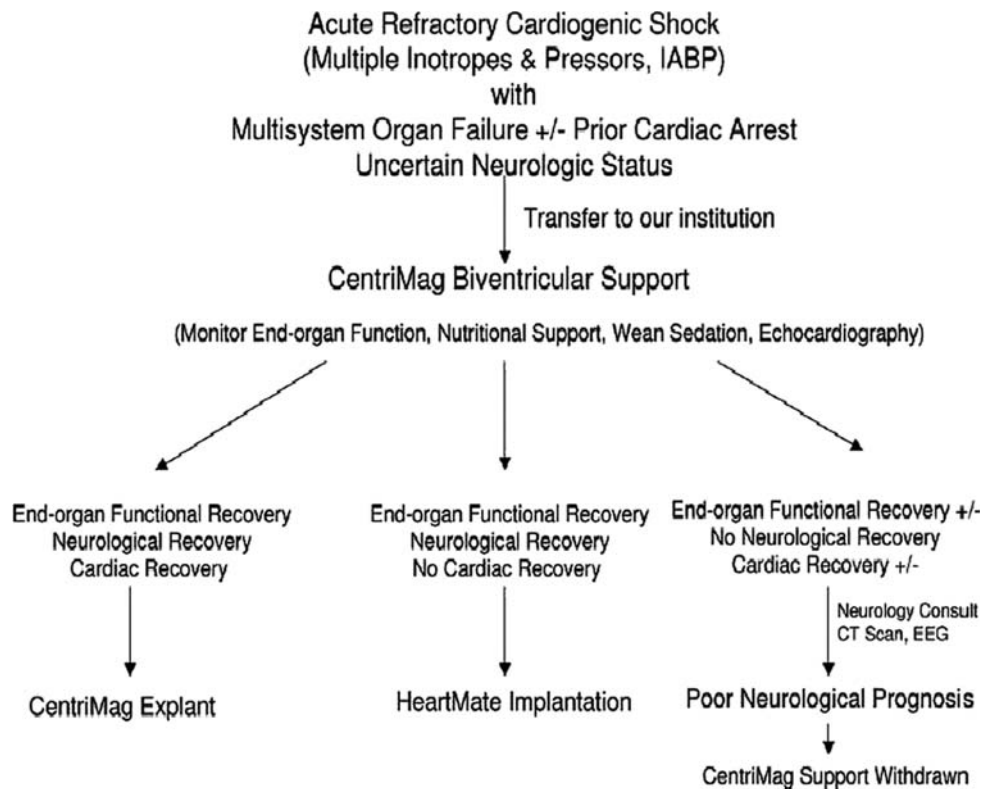 Acute Refractory Cardiogenic Shock
(Multiple Inotropes & Pressors, IABP)
with
Multisystem Organ Failure +/- Prior Cardiac Arrest
Uncertain Neurologic Status
Transfer to our institution
CentriMag Biventricular Support
(Monitor End-organ Function, Nutritional Support, Wean Sedation, Echocardiography)
End-organ Functional Recovery
Neurological Recovery
Cardiac Recovery
CentriMag Explant
End-organ Functional Recovery
Neurological Recovery
No Cardiac Recovery
HeartMate Implantation
End-organ Functional Recovery +/-
No Neurological Recovery
Cardiac Recovery +/-
Neurology Consult
CT Scan, EEG
Poor Neurological Prognosis
CentriMag Support Withdrawn